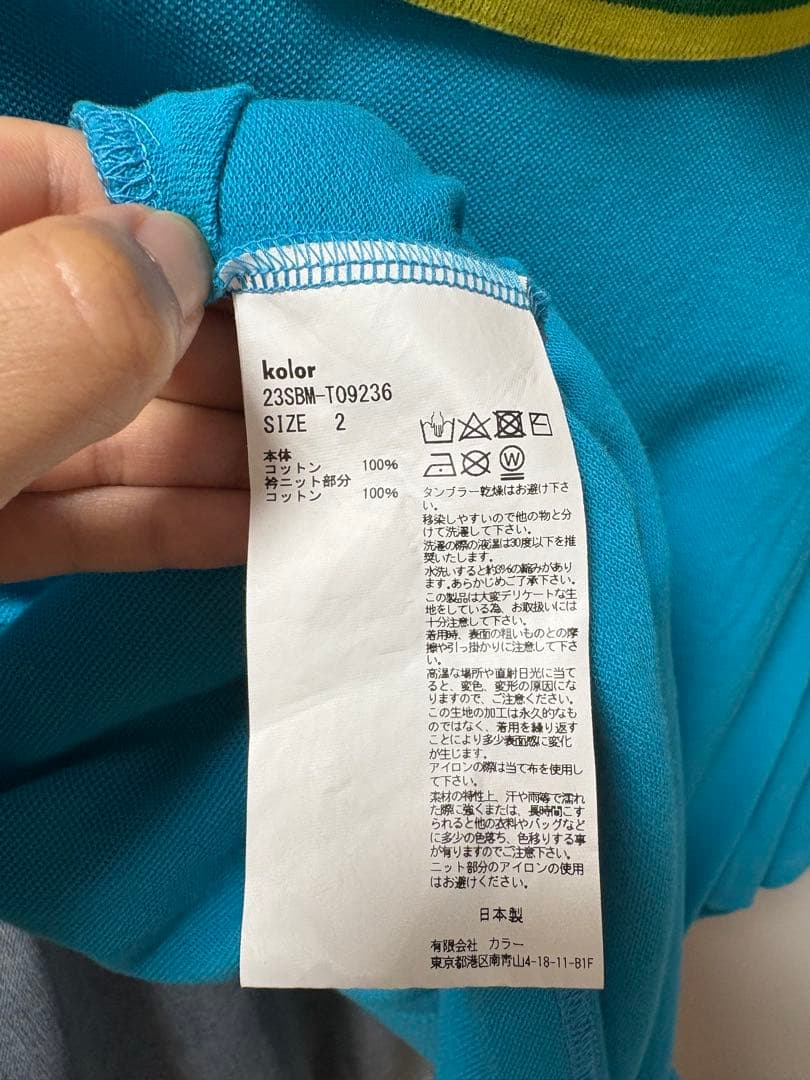 kolor
23SBM-T09236
SIZE 2
本体
コットン 100%
衿ニット部分
コットン 100%
W
タンブラー乾燥はお避け下さ
い。
移染しやすいので他の物と分
けて洗濯して下さい。
洗濯の際の液温は30度以下を推
奨いたします。
水洗いすると約3%の縮みがあり
ます。あらかじめご了承下さい。
この製品は大変デリケートな生
地をしている為、お取扱いには
十分注意して下さい。
着用時、表面の粗いものとの摩
擦や引っ掛かりに注意して下さ
い。
高温な場所や直射日光に当て
ると、変色、変形の原因にな
りますので、ご注意ください。
この生地の加工は永久的なも
のではなく、着用を繰り返す
ことにより多少表面感に変化
が生じます。
アイロンの際は当て布を使用し
て下さい。
素材の特性上、汗や雨等で濡れ
た際に強くまたは、長時間こす
られると他の衣料やバッグなど
に多少の色落ち、色移りする事
が有りますのでご注意下さい。
ニット部分のアイロンの使用
はお避けください。
日本製
有限会社 カラー
東京都港区南青山4-18-11-B1F